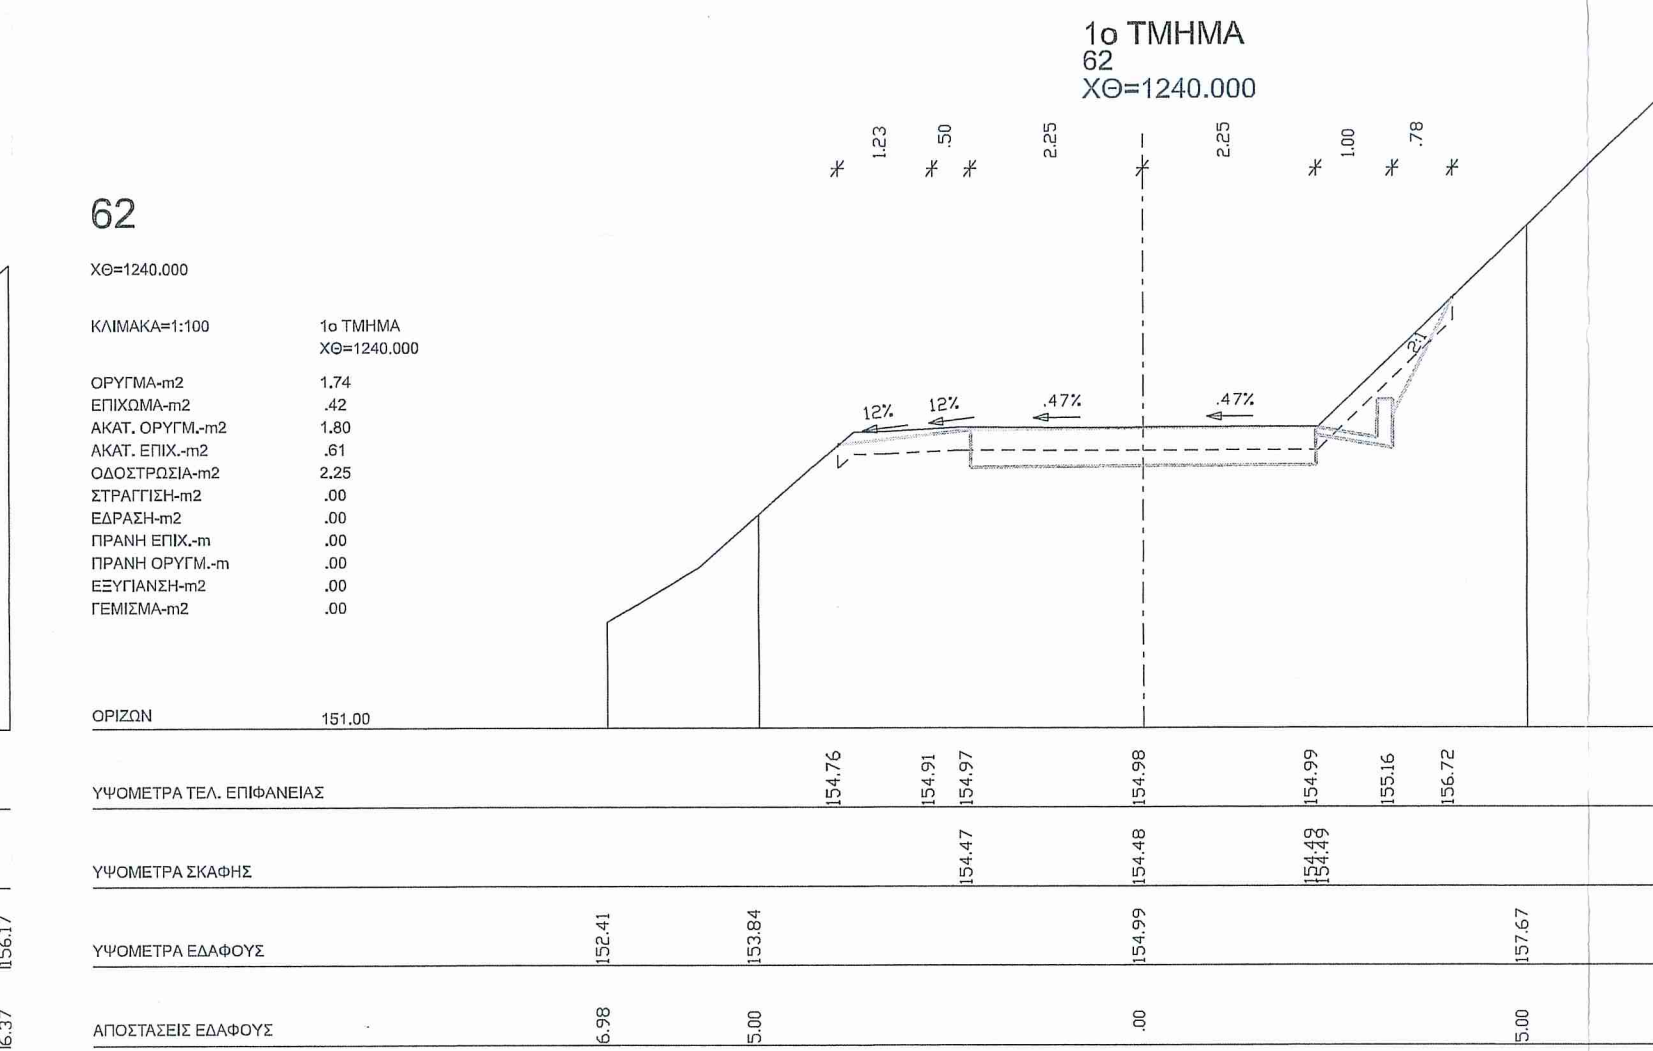 1ο ΤΜΗΜΑ
62
ΧΘ=1240.000
1.23 .50 2.25 2.25 1.00 .78
62
ΧΘ=1240.000
ΚΛΙΜΑΚΑ=1:100 1ο ΤΜΗΜΑ
ΧΘ=1240.000
ΟΡΥΓΜΑ-m2 1.74
ΕΠΙΧΩΜΑ-m2 .42
ΑΚΑΤ. ΟΡΥΓΜ.-m2 1.80
ΑΚΑΤ. ΕΠΙΧ.-m2 .61
ΟΔΟΣΤΡΩΣΙΑ-m2 2.25
ΣΤΡΑΓΓΙΣΗ-m2 .00
ΕΔΡΑΣΗ-m2 .00
ΠΡΑΝΗ ΕΠΙΧ.-m .00
ΠΡΑΝΗ ΟΡΥΓΜ.-m .00
ΕΞΥΓΙΑΝΣΗ-m2 .00
ΓΕΜΙΣΜΑ-m2 .00
12% 12% .47% .47%
2:1
ΟΡΙΖΩΝ 151.00
ΥΨΟΜΕΤΡΑ ΤΕΛ. ΕΠΙΦΑΝΕΙΑΣ 154.76 154.91 154.97 154.98 154.99 155.16 156.72
ΥΨΟΜΕΤΡΑ ΣΚΑΦΗΣ 154.47 154.48 154.49 154.49
156.17
ΥΨΟΜΕΤΡΑ ΕΔΑΦΟΥΣ 152.41 153.84 154.99 157.67
6.37
ΑΠΟΣΤΑΣΕΙΣ ΕΔΑΦΟΥΣ 6.98 5.00 .00 5.00